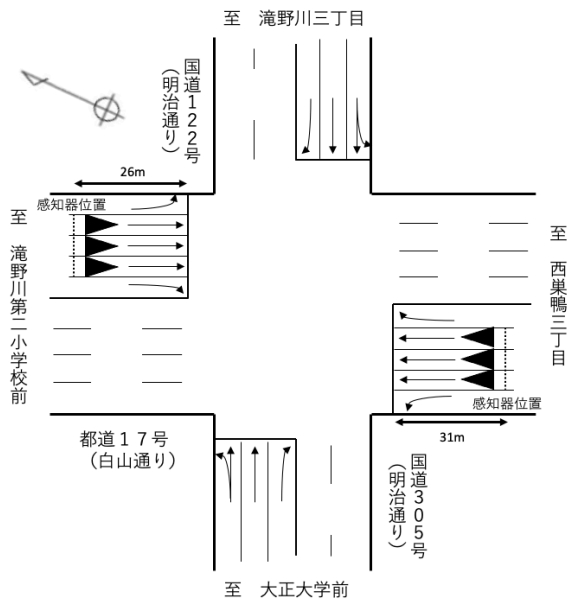 至　滝野川三丁目
国道１２２号
（明治通り）
26m
感知器位置
至　滝野川第二小学校前
至　西巣鴨三丁目
感知器位置
31m
都道１７号
（白山通り）
国道３０５号
（明治通り）
至　大正大学前